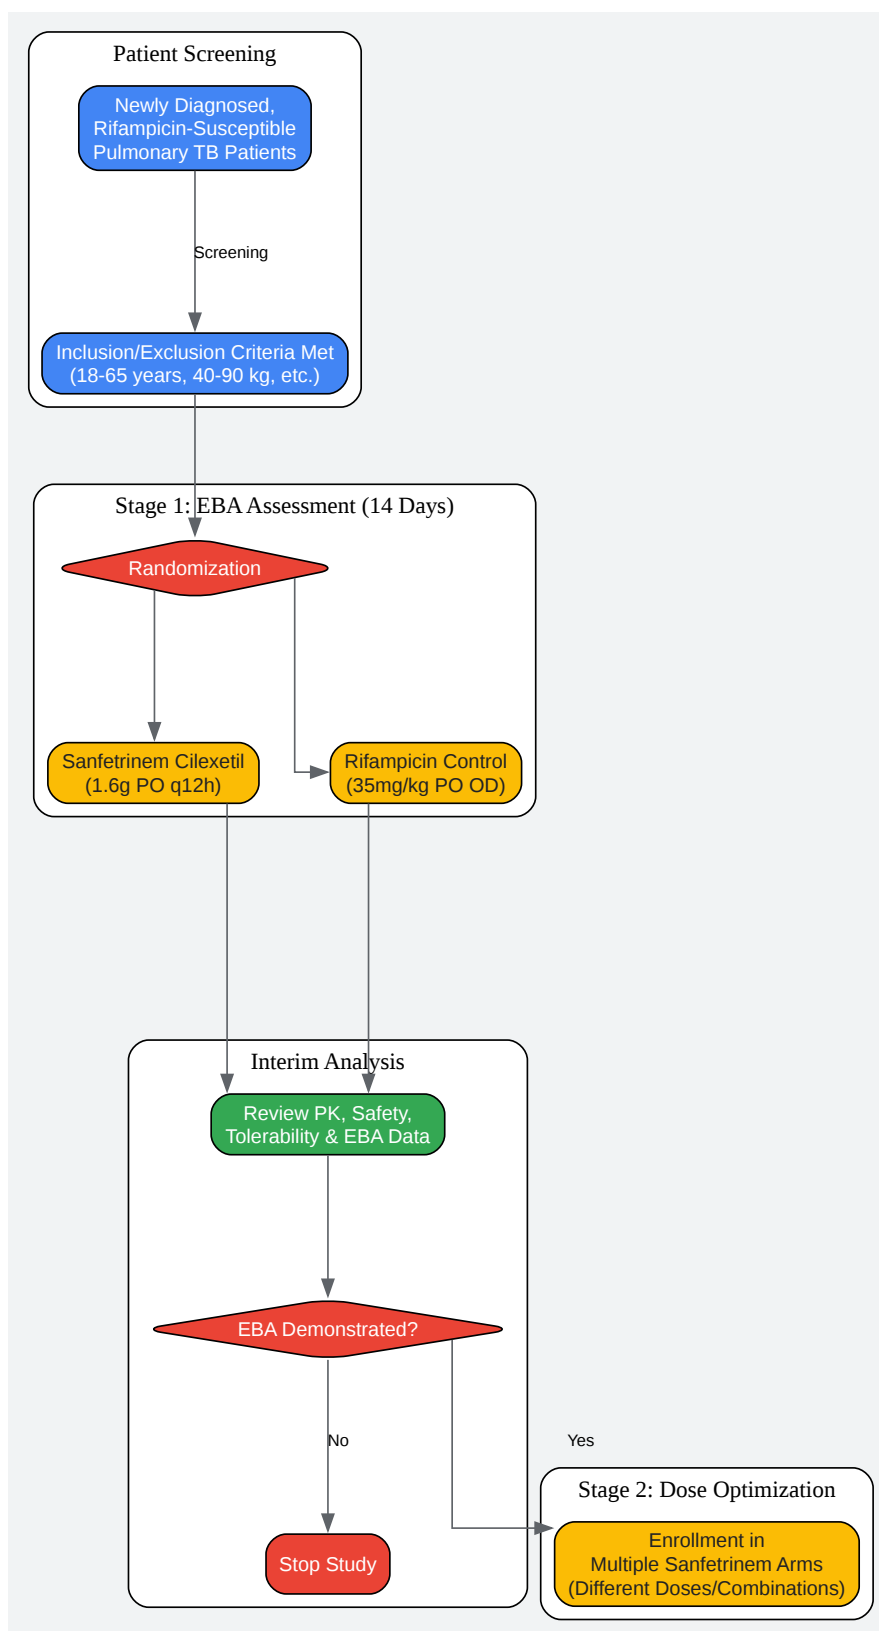 Patient Screening
Newly Diagnosed,
Rifampicin-Susceptible
Pulmonary TB Patients
Screening
Inclusion/Exclusion Criteria Met
(18-65 years, 40-90 kg, etc.)
Stage 1: EBA Assessment (14 Days)
Randomization
Sanfetrinem Cilexetil
(1.6g PO q12h)
Rifampicin Control
(35mg/kg PO OD)
Interim Analysis
Review PK, Safety,
Tolerability & EBA Data
EBA Demonstrated?
No
Yes
Stop Study
Stage 2: Dose Optimization
Enrollment in
Multiple Sanfetrinem Arms
(Different Doses/Combinations)